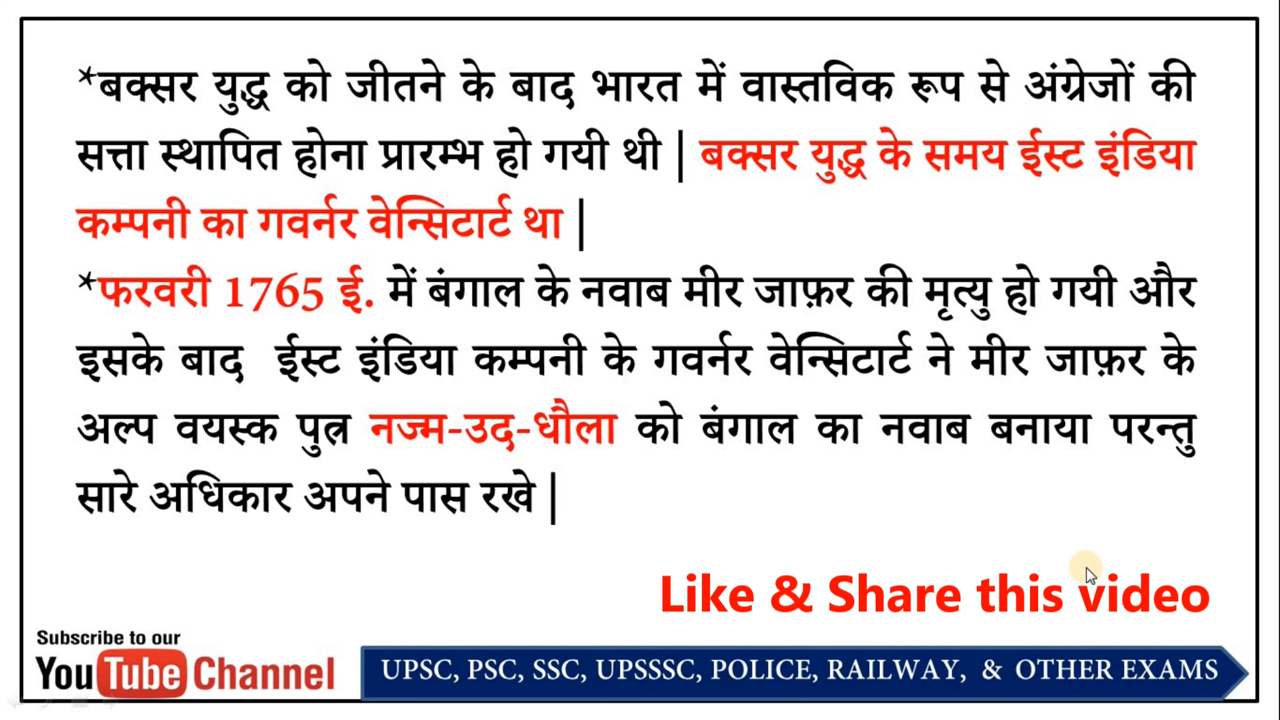 *बक्सर युद्ध को जीतने के बाद भारत में वास्तविक रूप से अंग्रेजों की
सत्ता स्थापित होना प्रारम्भ हो गयी थी | बक्सर युद्ध के समय ईस्ट इंडिया
कम्पनी का गवर्नर वेन्सिटार्ट था |
*फरवरी 1765 ई. में बंगाल के नवाब मीर जाफ़र की मृत्यु हो गयी और
इसके बाद ईस्ट इंडिया कम्पनी के गवर्नर वेन्सिटार्ट ने मीर जाफ़र के
अल्प वयस्क पुत्र नज्म-उद-धौला को बंगाल का नवाब बनाया परन्तु
सारे अधिकार अपने पास रखे |
Like & Share this video
Subscribe to our
YouTube Channel
UPSC, PSC, SSC, UPSSSC, POLICE, RAILWAY, & OTHER EXAMS